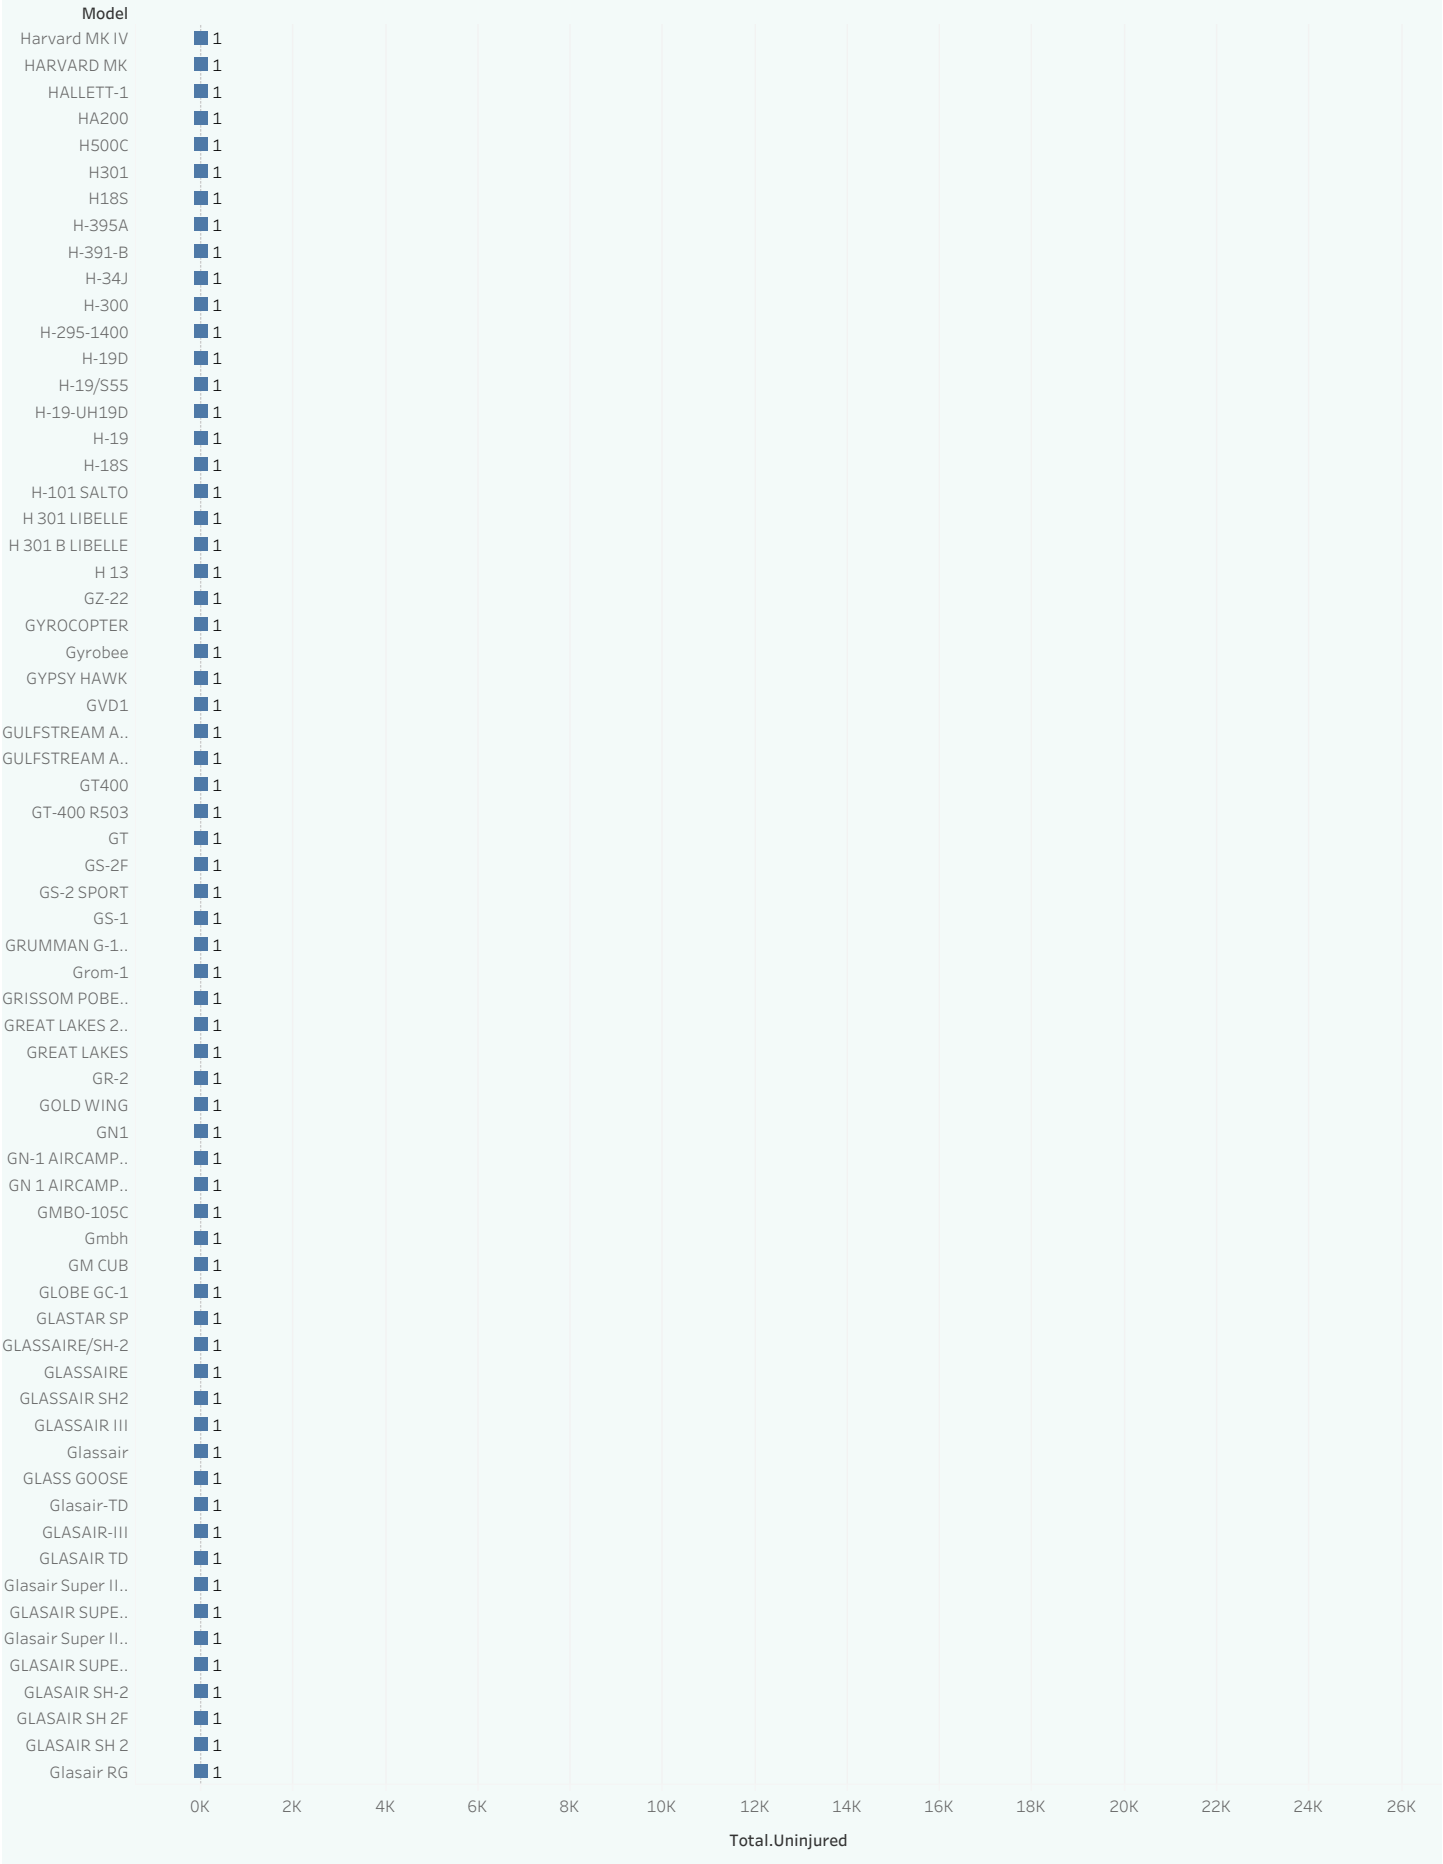 Model
Harvard MK IV 1
HARVARD MK 1
HALLETT-1 1
HA200 1
H500C 1
H301 1
H18S 1
H-395A 1
H-391-B 1
H-34J 1
H-300 1
H-295-1400 1
H-19D 1
H-19/S55 1
H-19-UH19D 1
H-19 1
H-18S 1
H-101 SALTO 1
H 301 LIBELLE 1
H 301 B LIBELLE 1
H 13 1
GZ-22 1
GYROCOPTER 1
Gyrobee 1
GYPSY HAWK 1
GVD1 1
GULFSTREAM A.. 1
GULFSTREAM A.. 1
GT400 1
GT-400 R503 1
GT 1
GS-2F 1
GS-2 SPORT 1
GS-1 1
GRUMMAN G-1.. 1
Grom-1 1
GRISSOM POBE.. 1
GREAT LAKES 2.. 1
GREAT LAKES 1
GR-2 1
GOLD WING 1
GN1 1
GN-1 AIRCAMP.. 1
GN 1 AIRCAMP.. 1
GMBO-105C 1
Gmbh 1
GM CUB 1
GLOBE GC-1 1
GLASTAR SP 1
GLASSAIRE/SH-2 1
GLASSAIRE 1
GLASSAIR SH2 1
GLASSAIR III 1
Glassair 1
GLASS GOOSE 1
Glasair-TD 1
GLASAIR-III 1
GLASAIR TD 1
Glasair Super II.. 1
GLASAIR SUPE.. 1
Glasair Super II.. 1
GLASAIR SUPE.. 1
GLASAIR SH-2 1
GLASAIR SH 2F 1
GLASAIR SH 2 1
Glasair RG 1
0K 2K 4K 6K 8K 10K 12K 14K 16K 18K 20K 22K 24K 26K
Total.Uninjured